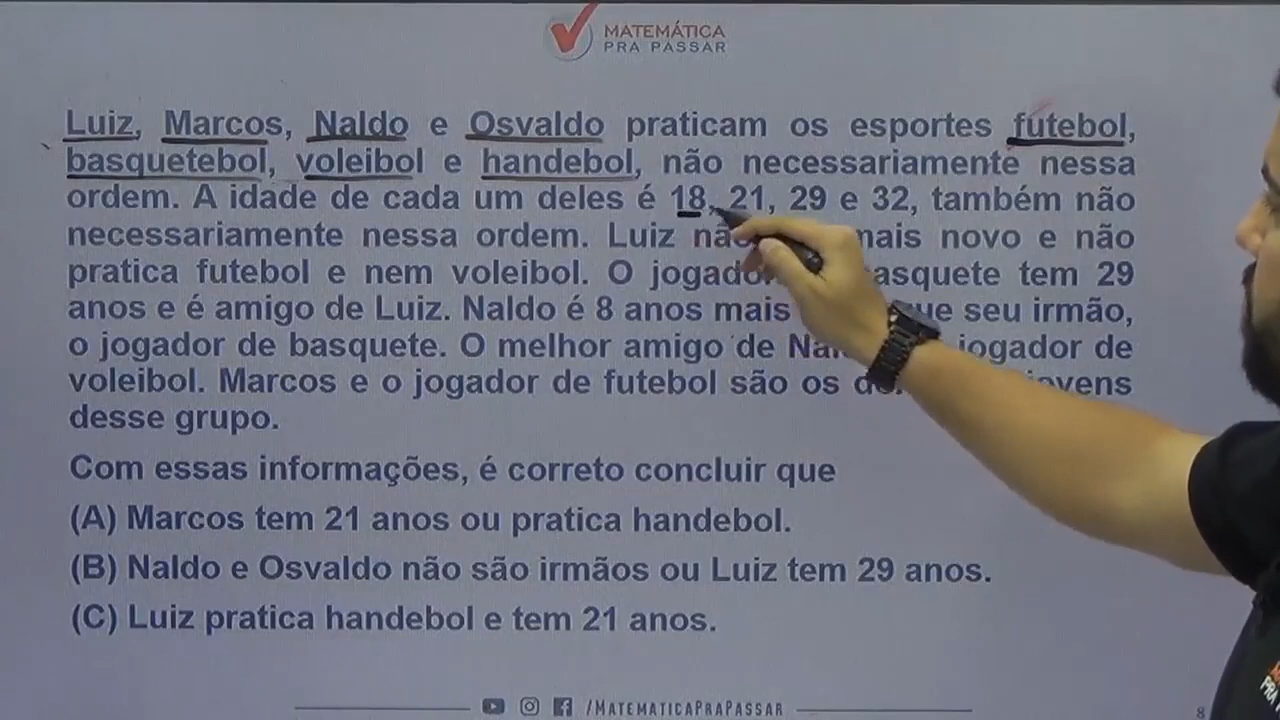 MATEMÁTICA
PRA PASSAR
Luiz, Marcos, Naldo e Osvaldo praticam os esportes futebol,
basquetebol, voleibol e handebol, não necessariamente nessa
ordem. A idade de cada um deles é 18, 21, 29 e 32, também não
necessariamente nessa ordem. Luiz mais novo e não
pratica futebol e nem voleibol. O tem 29
anos e é amigo de Luiz. Naldo é 8 anos mais seu irmão,
o jogador de basquete. O melhor amigo de jogador de
voleibol. Marcos e o jogador de futebol são os
desse grupo.
Com essas informações, é correto concluir que
(A) Marcos tem 21 anos ou pratica handebol.
(B) Naldo e Osvaldo não são irmãos ou Luiz tem 29 anos.
(C) Luiz pratica handebol e tem 21 anos.
/MATEMATICAPRAPASSAR
8